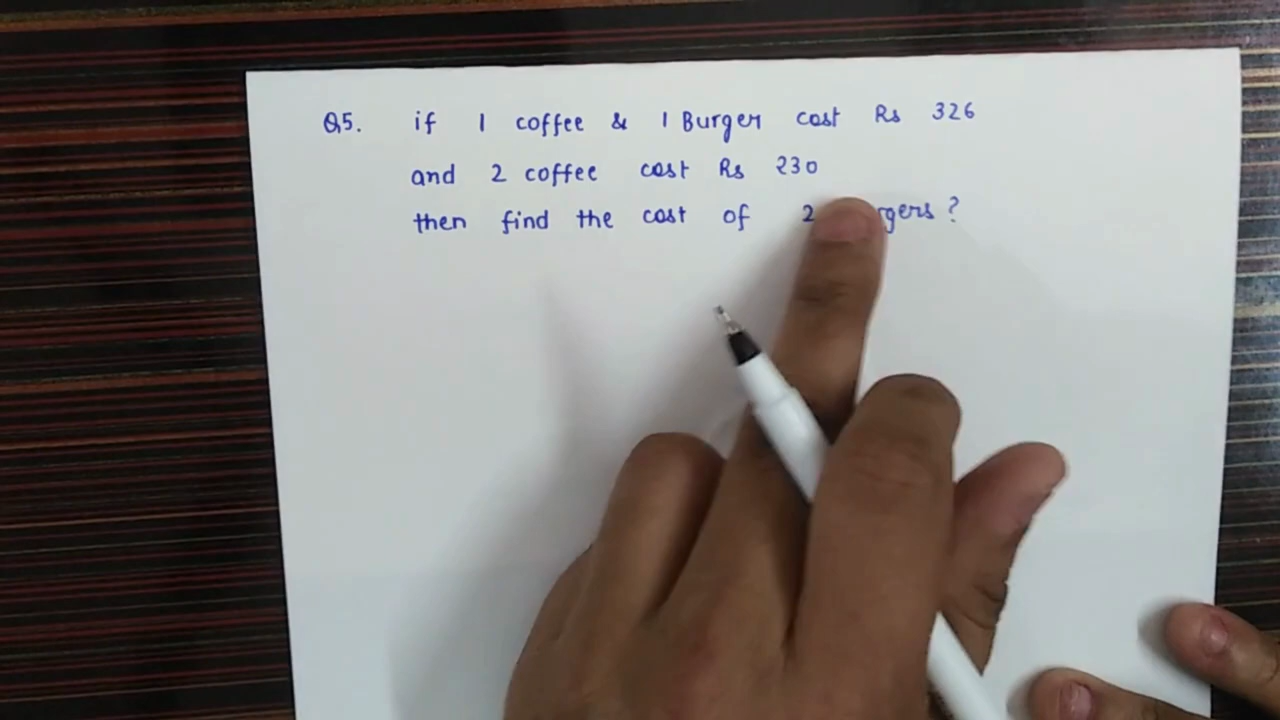 Q5. if 1 coffee & 1 Burger cost Rs 326
and 2 coffee cost Rs 230
then find the cost of 2 ?